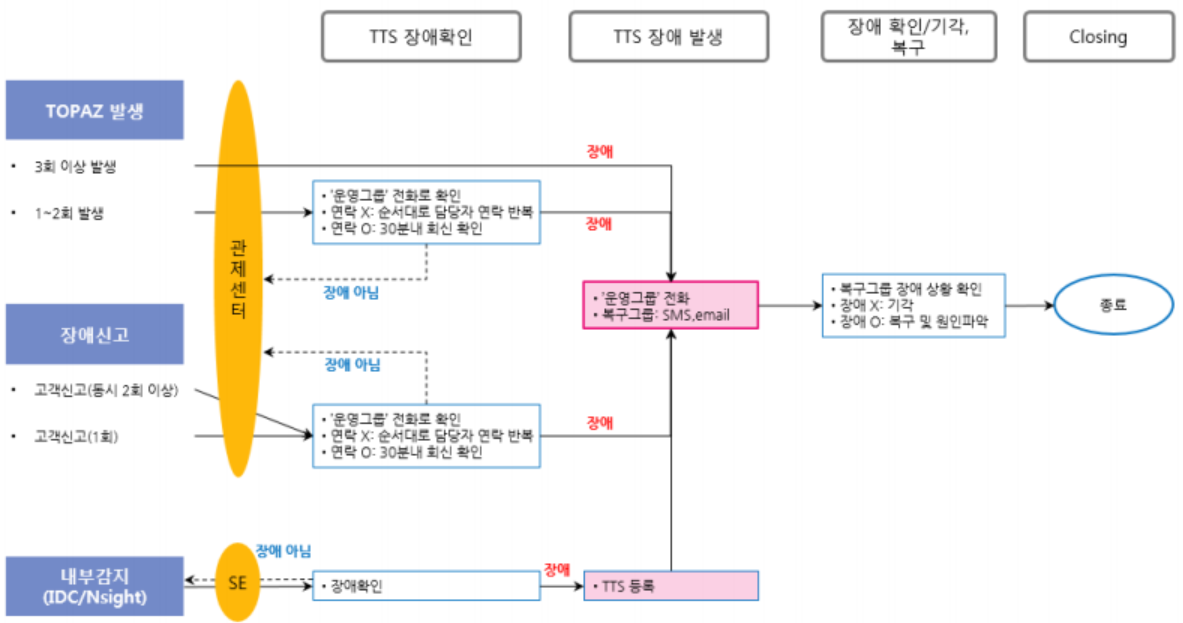 TTS 장애확인
TTS 장애 발생
장애 확인/기각,
복구
Closing
TOPAZ 발생
• 3회 이상 발생
• 1~2회 발생
관
제
센
터
장애
• '운영그룹' 전화로 확인
• 연락 X: 순서대로 담당자 연락 반복
• 연락 O: 30분내 회신 확인
장애
장애 아님
• '운영그룹' 전화
• 복구그룹: SMS,email
• 복구그룹 장애 상황 확인
• 장애 X: 기각
• 장애 O: 복구 및 원인파악
종료
장애신고
• 고객신고(동시 2회 이상)
• 고객신고(1회)
장애 아님
• '운영그룹' 전화로 확인
• 연락 X: 순서대로 담당자 연락 반복
• 연락 O: 30분내 회신 확인
장애
내부감지
(IDC/Nsight)
SE
장애 아님
• 장애확인
장애
• TTS 등록